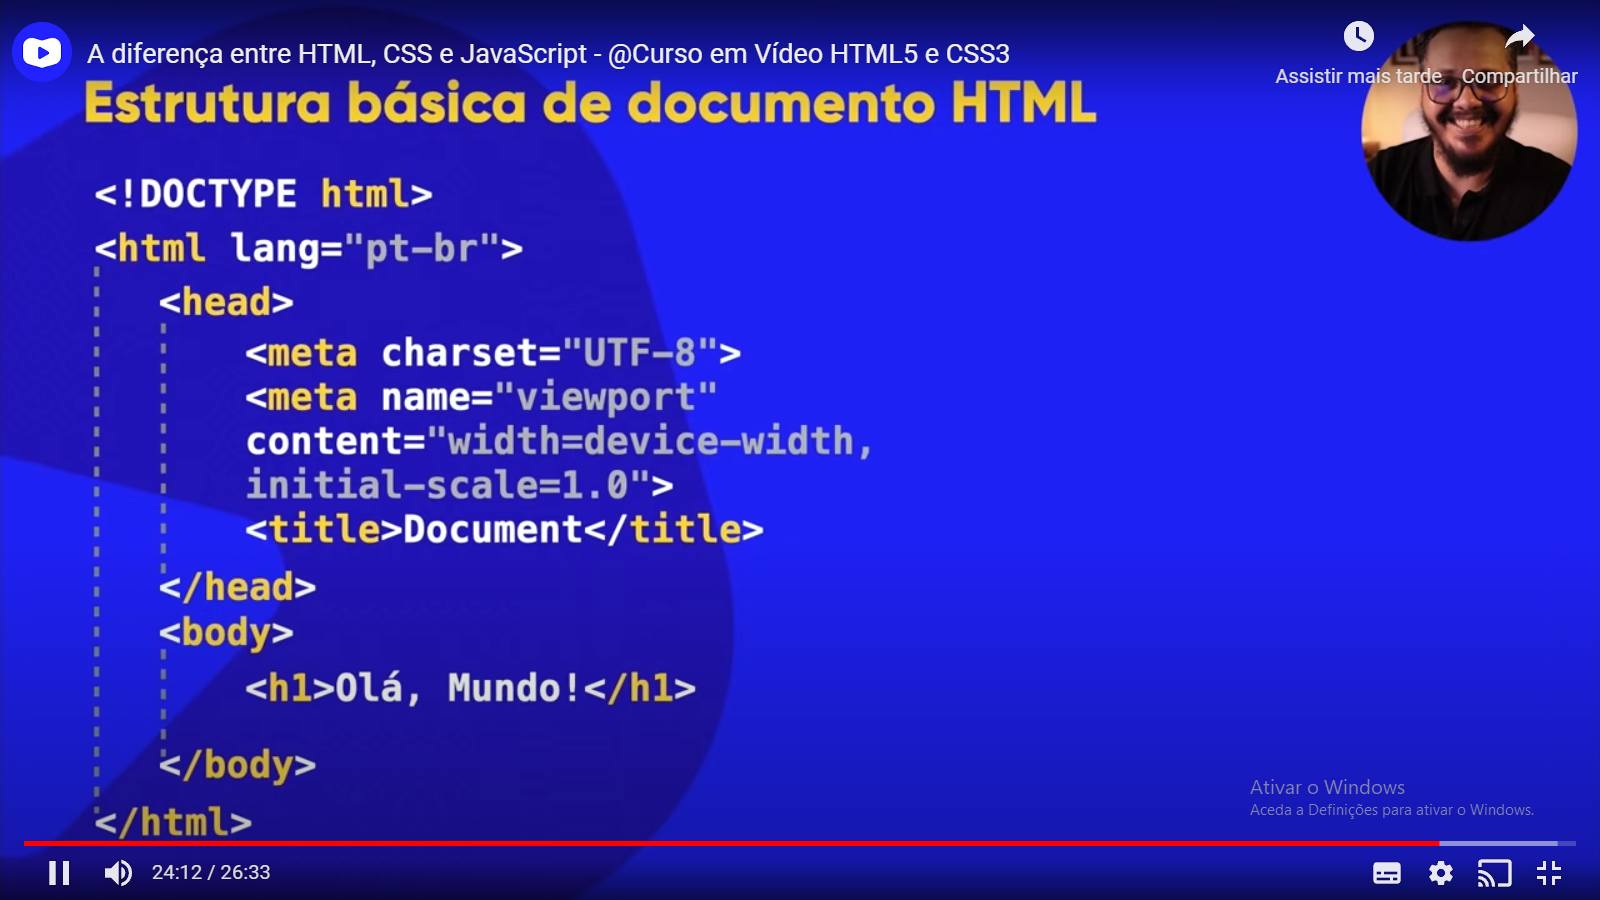 A diferença entre HTML, CSS e JavaScript - @Curso em Vídeo HTML5 e CSS3
Assistir mais tarde
Compartilhar
Estrutura básica de documento HTML
<!DOCTYPE html>
<html lang="pt-br">
<head>
<meta charset="UTF-8">
<meta name="viewport"
content="width=device-width,
initial-scale=1.0">
<title>Document</title>
</head>
<body>
<h1>Olá, Mundo!</h1>
</body>
</html>
Ativar o Windows
Aceda a Definições para ativar o Windows.
24:12 / 26:33